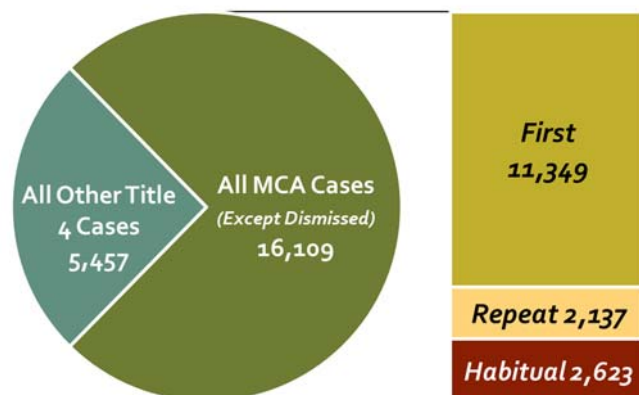 All Other Title
4 Cases
5,457
All MCA Cases
(Except Dismissed)
16,109
First
11,349
Repeat 2,137
Habitual 2,623